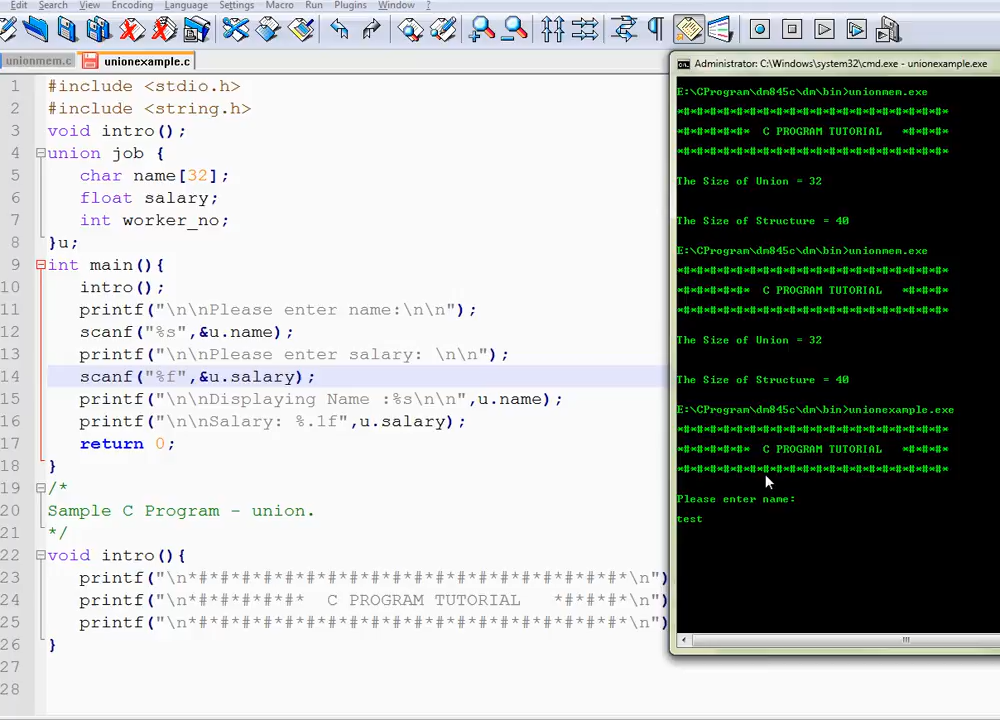 Edit Search View Encoding Language Settings Macro Run Plugins Window ?
unionmem.c unionexample.c
1 #include <stdio.h>
2 #include <string.h>
3 void intro();
4 union job {
5 char name[32];
6 float salary;
7 int worker_no;
8 }u;
9 int main(){
10 intro();
11 printf("\n\nPlease enter name:\n\n");
12 scanf("%s",&u.name);
13 printf("\n\nPlease enter salary: \n\n");
14 scanf("%f",&u.salary);
15 printf("\n\nDisplaying Name :%s\n\n",u.name);
16 printf("\n\nSalary: %.1f",u.salary);
17 return 0;
18 }
19 /*
20 Sample C Program - union.
21 */
22 void intro(){
23 printf("\n*#*#*#*#*#*#*#*#*#*#*#*#*#*#*#*#*#*#*#*#*\n")
24 printf("\n*#*#*#*#*#* C PROGRAM TUTORIAL *#*#*#*\n")
25 printf("\n*#*#*#*#*#*#*#*#*#*#*#*#*#*#*#*#*#*#*#*#*\n")
26 }
27
28
Administrator: C:\Windows\system32\cmd.exe - unionexample.exe
E:\CProgram\dm845c\dm\bin>unionmem.exe
*#*#*#*#*#*#*#*#*#*#*#*#*#*#*#*#*#*#*#*#*
*#*#*#*#*#* C PROGRAM TUTORIAL *#*#*#*
*#*#*#*#*#*#*#*#*#*#*#*#*#*#*#*#*#*#*#*#*
The Size of Union = 32
The Size of Structure = 40
E:\CProgram\dm845c\dm\bin>unionmem.exe
*#*#*#*#*#*#*#*#*#*#*#*#*#*#*#*#*#*#*#*#*
*#*#*#*#*#* C PROGRAM TUTORIAL *#*#*#*
*#*#*#*#*#*#*#*#*#*#*#*#*#*#*#*#*#*#*#*#*
The Size of Union = 32
The Size of Structure = 40
E:\CProgram\dm845c\dm\bin>unionexample.exe
*#*#*#*#*#*#*#*#*#*#*#*#*#*#*#*#*#*#*#*#*
*#*#*#*#*#* C PROGRAM TUTORIAL *#*#*#*
*#*#*#*#*#*#*#*#*#*#*#*#*#*#*#*#*#*#*#*#*
Please enter name:
test